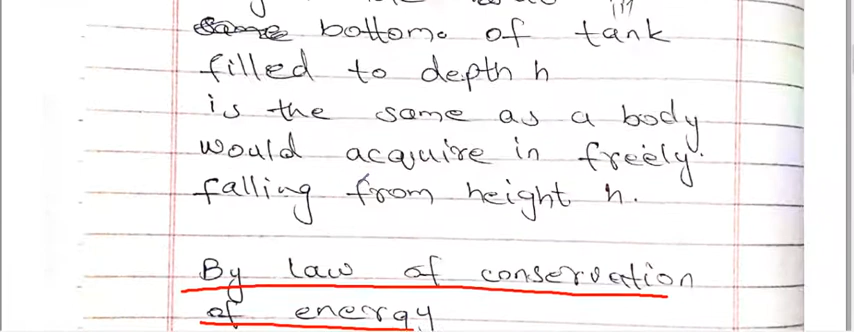 bottome of tank
filled to depth h
is the same as a body
would acquire in freely
falling from height h.
By law of conservation
of energy